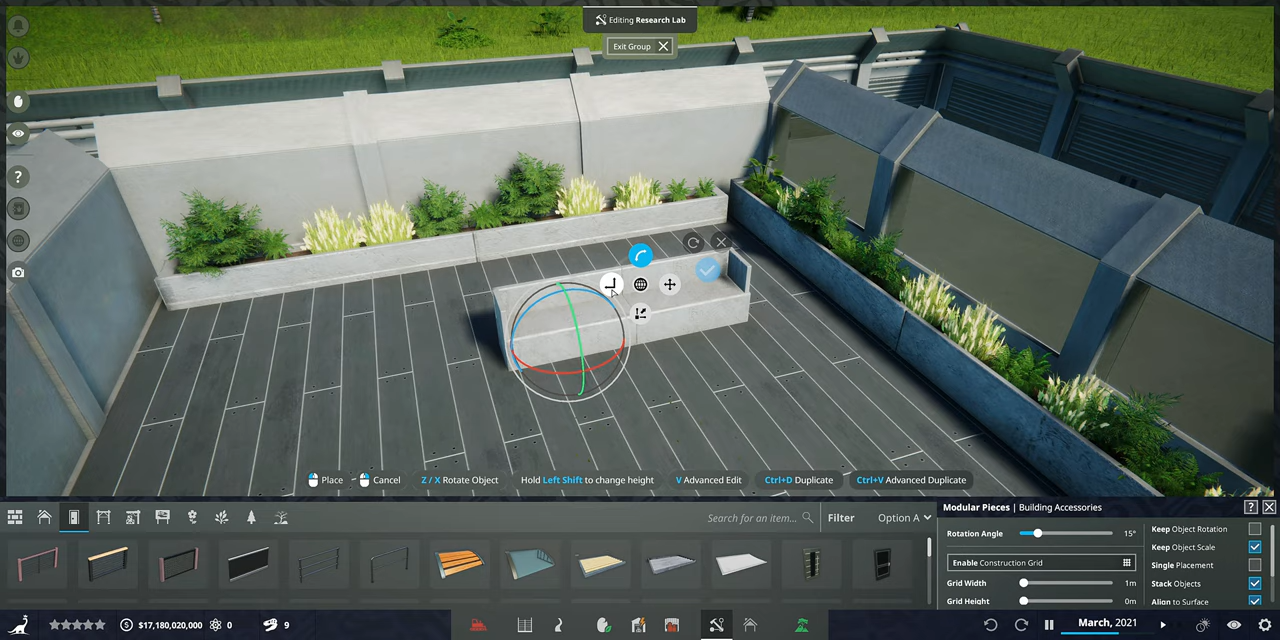 Editing Research Lab
Exit Group
Place
Cancel
Z / X Rotate Object
Hold Left Shift to change height
V Advanced Edit
Ctrl+D Duplicate
Ctrl+V Advanced Duplicate
Search for an item...
Filter
Option A
Modular Pieces | Building Accessories
?
Rotation Angle
15°
Keep Object Rotation
Keep Object Scale
Enable Construction Grid
Single Placement
Grid Width
1m
Stack Objects
Grid Height
0m
Align to Surface
$17,180,020,000
0
9
March, 2021
?